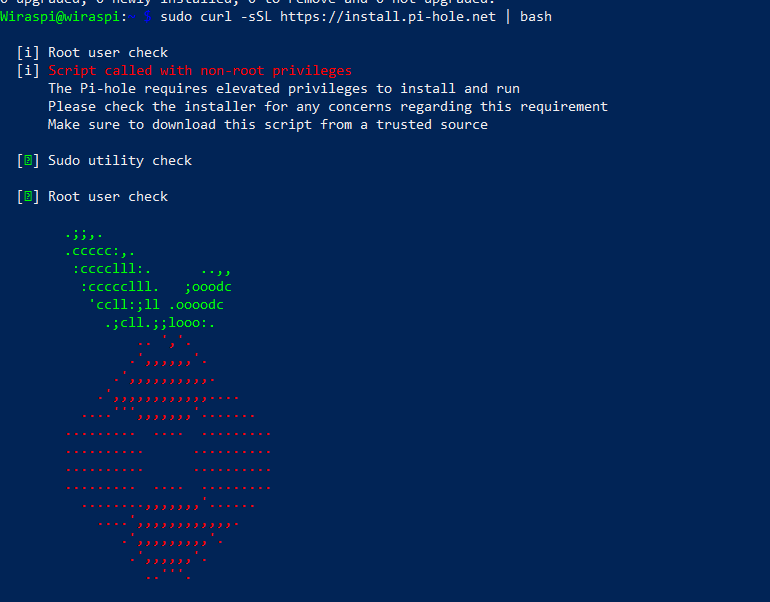 0 upgraded, 0 newly installed, 0 to remove and 0 not upgraded.
Wiraspi@wiraspi:~ $ sudo curl -sSL https://install.pi-hole.net | bash
[i] Root user check
[i] Script called with non-root privileges
The Pi-hole requires elevated privileges to install and run
Please check the installer for any concerns regarding this requirement
Make sure to download this script from a trusted source
[⍰] Sudo utility check
[⍰] Root user check
.;;,.
.ccccc:,.
:cccclll:.      ..,,
:ccccclll.   ;ooodc
'ccll:;ll .oooodc
.;cll.;;looo:.
.. ','.
.',,,,,,'.
.',,,,,,,,,,.
.',,,,,,,,,,,,....
....''',,,,,,,'.......
.........  ....  .........
..........      ..........
..........      ..........
.........  ....  .........
........,,,,,,,'......
....',,,,,,,,,,,,.
.',,,,,,,,,'.
.',,,,,,'.
..'''.